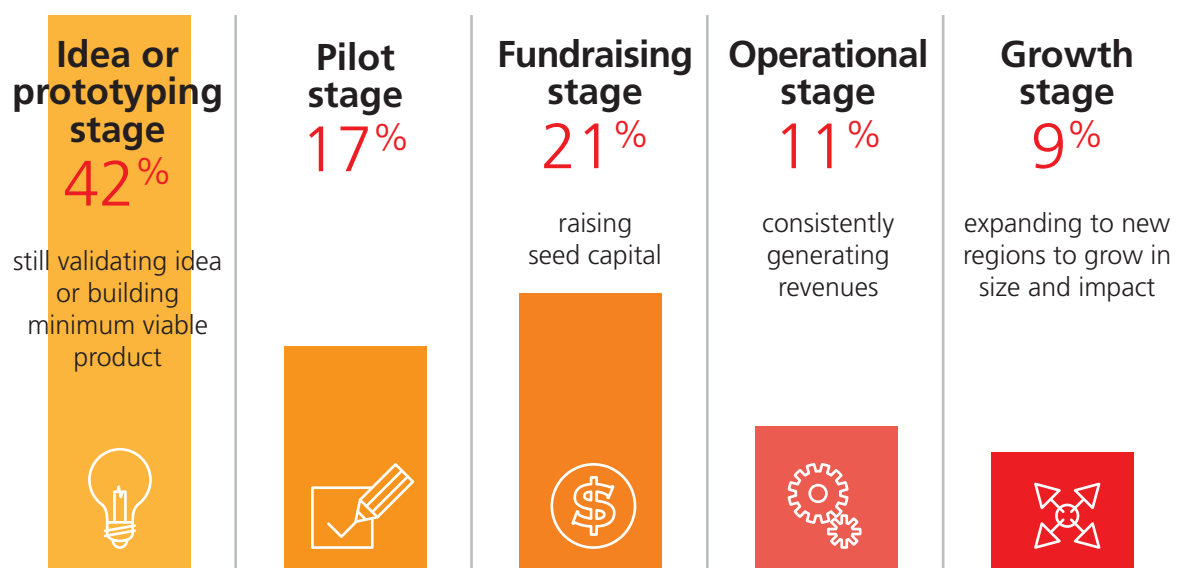 Idea or
prototyping
stage
42%
still validating idea
or building
minimum viable
product
Pilot
stage
17%
Fundraising
stage
21%
raising
seed capital
$
Operational
stage
11%
consistently
generating
revenues
Growth
stage
9%
expanding to new
regions to grow in
size and impact